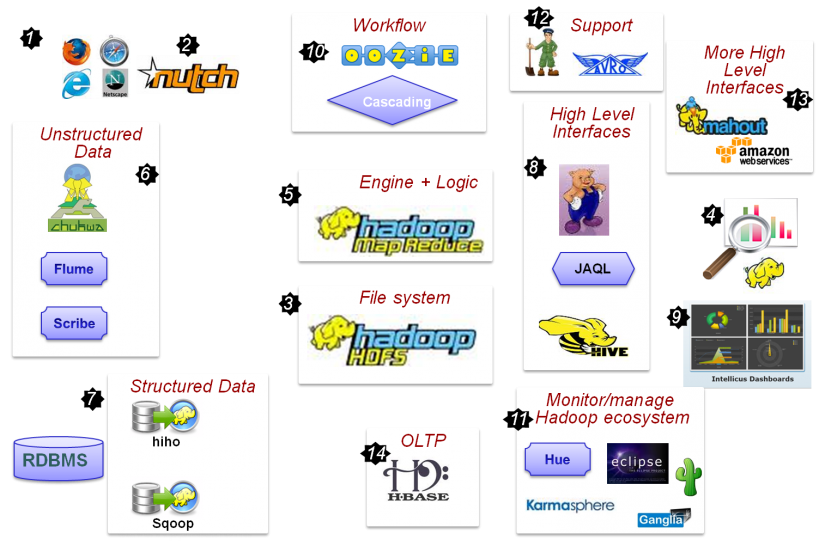 1
2
Netscape
nutch
Workflow
10
OOZiE
Cascading
12
Support
AVRO
More High
Level
Interfaces
13
mahout
amazon
webservices™
Unstructured
Data
6
chukwa
Flume
Scribe
5
Engine + Logic
hadoop
Map Reduce
3
File system
hadoop
HDFS
High Level
Interfaces
8
JAQL
HIVE
4
9
Intellicus Dashboards
7
Structured Data
hiho
RDBMS
Sqoop
14
OLTP
H·BASE
Monitor/manage
11
Hadoop ecosystem
Hue
eclipse
Karmasphere
Ganglia